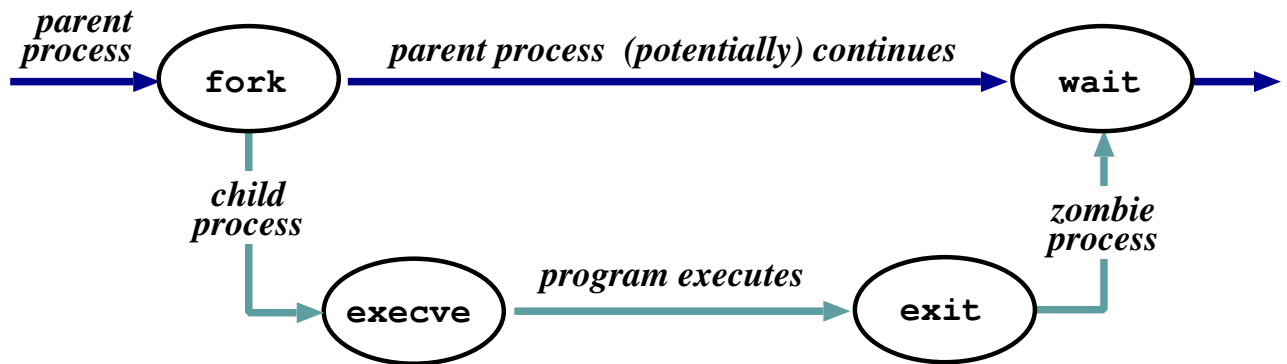 parent
process
fork
parent process (potentially) continues
wait
child
process
zombie
process
execve
program executes
exit